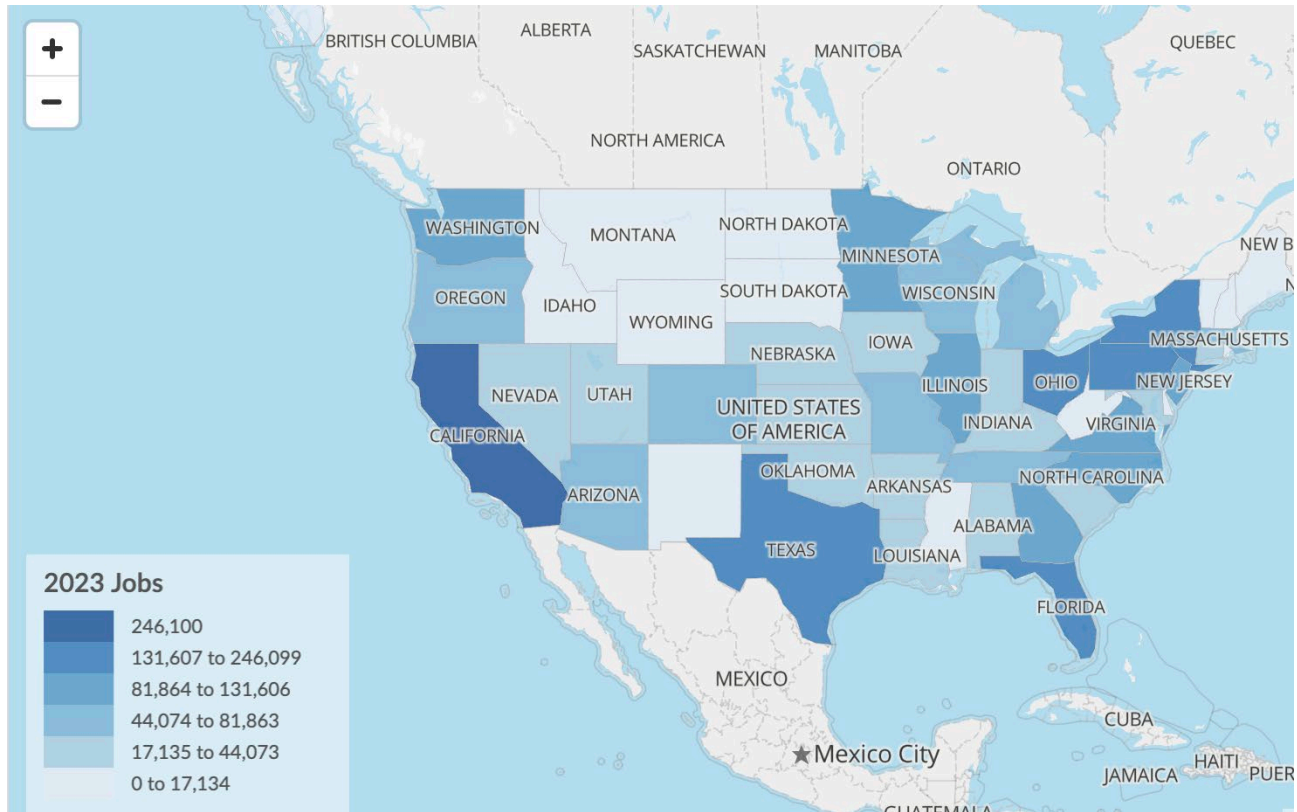 +
−
BRITISH COLUMBIA
ALBERTA
SASKATCHEWAN
MANITOBA
QUEBEC
NORTH AMERICA
ONTARIO
WASHINGTON
MONTANA
NORTH DAKOTA
MINNESOTA
NEW B
N
OREGON
IDAHO
SOUTH DAKOTA
WISCONSIN
WYOMING
MASSACHUSETTS
IOWA
NEBRASKA
NEVADA
UTAH
ILLINOIS
OHIO
NEW JERSEY
UNITED STATES
OF AMERICA
INDIANA
VIRGINIA
CALIFORNIA
OKLAHOMA
NORTH CAROLINA
ARKANSAS
ARIZONA
ALABAMA
TEXAS
LOUISIANA
FLORIDA
MEXICO
CUBA
Mexico City
HAITI
JAMAICA
PUER
GUATEMALA
2023 Jobs
246,100
131,607 to 246,099
81,864 to 131,606
44,074 to 81,863
17,135 to 44,073
0 to 17,134